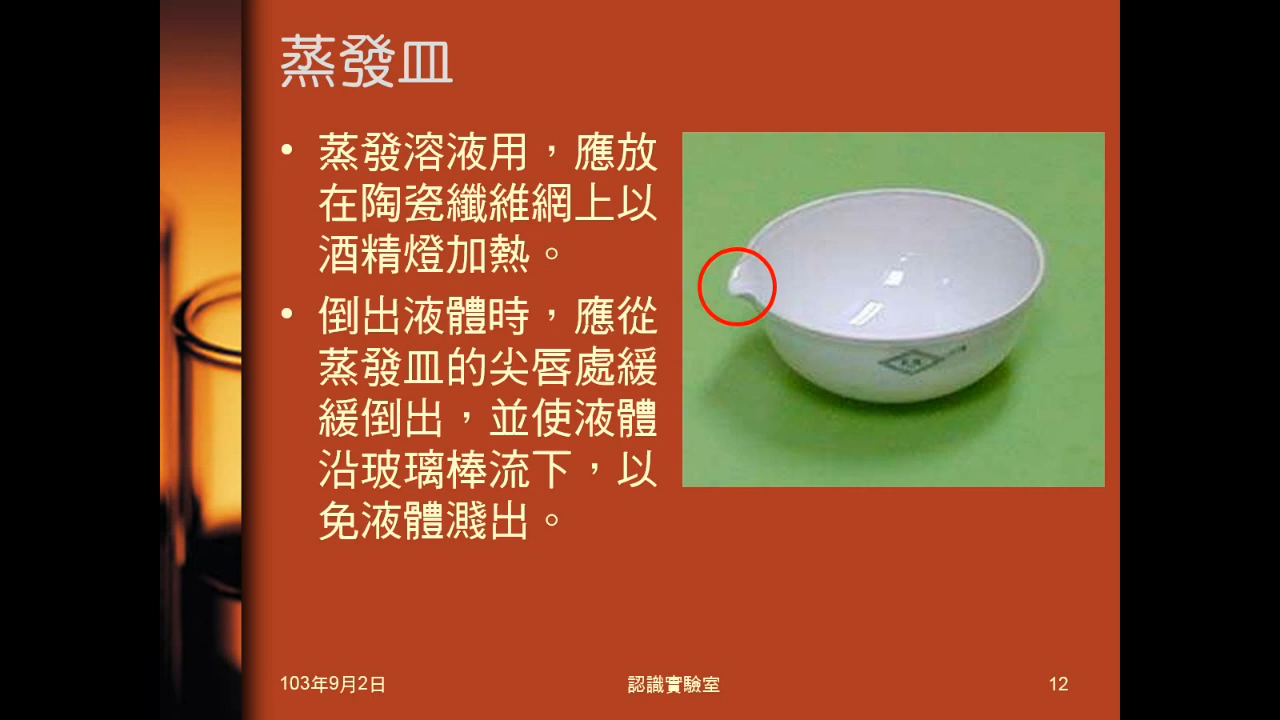 蒸發皿
• 蒸發溶液用，應放
在陶瓷纖維網上以
酒精燈加熱。
• 倒出液體時，應從
蒸發皿的尖唇處緩
緩倒出，並使液體
沿玻璃棒流下，以
免液體濺出。
103年9月2日
認識實驗室
12